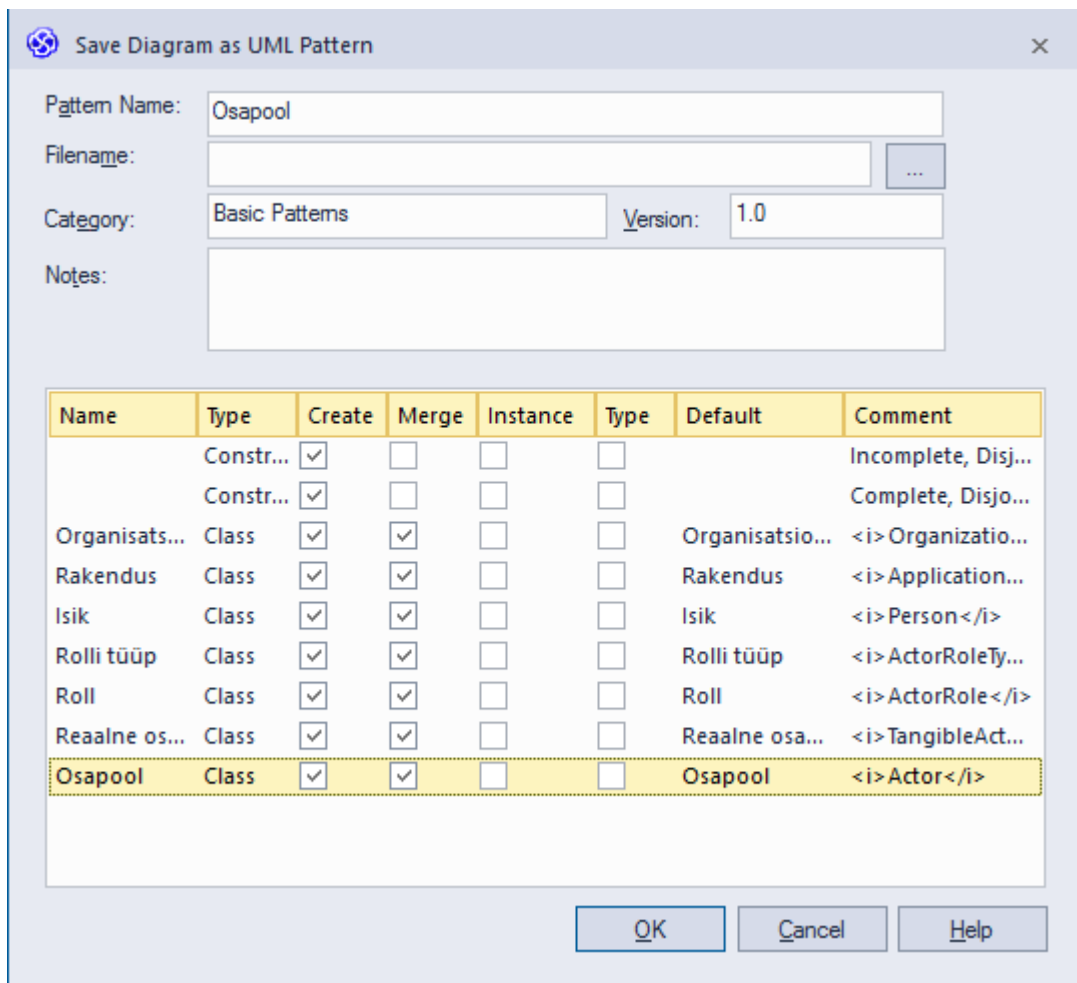 Save Diagram as UML Pattern
Pattern Name: Osapool
Filename: ...
Category: Basic Patterns Version: 1.0
Notes:
Name Type Create Merge Instance Type Default Comment
Constr... Incomplete, Disj...
Constr... Complete, Disjo...
Organisats... Class Organisatsio... <i>Organizatio...
Rakendus Class Rakendus <i>Application...
Isik Class Isik <i>Person</i>
Rolli tüüp Class Rolli tüüp <i>ActorRoleTy...
Roll Class Roll <i>ActorRole</i>
Reaalne os... Class Reaalne osa... <i>TangibleAct...
Osapool Class Osapool <i>Actor</i>
OK Cancel Help